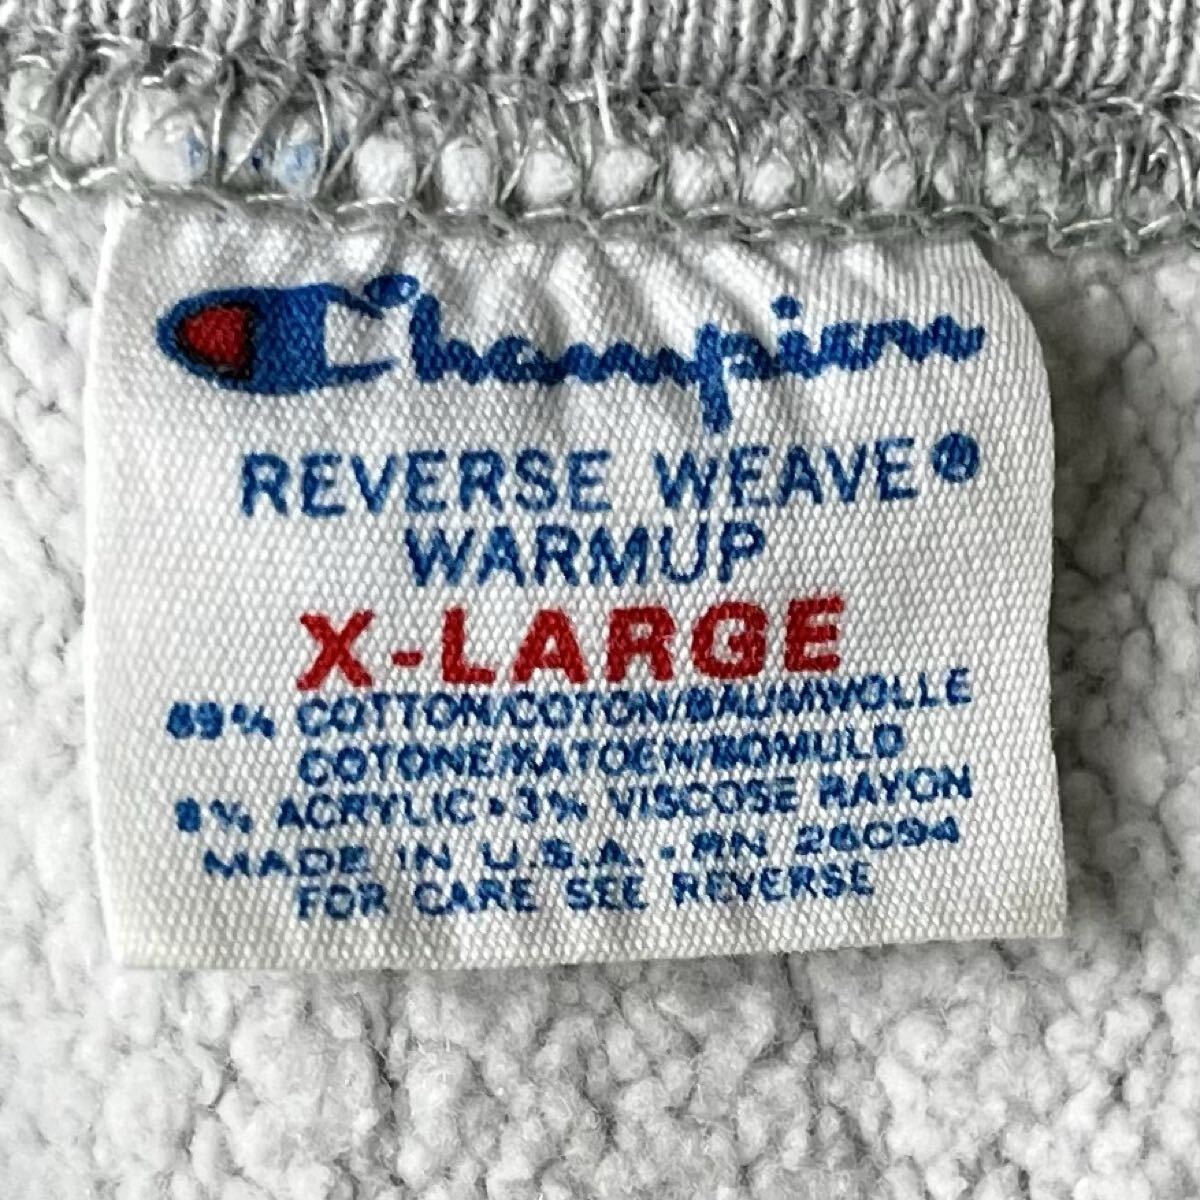 Champion
REVERSE WEAVE®
WARMUP
X-LARGE
89% COTTON/COTON/BAUMWOLLE
COTONE/KATOEN/BOMULD
8% ACRYLIC • 3% VISCOSE RAYON
MADE IN U.S.A. - RN 26094
FOR CARE SEE REVERSE